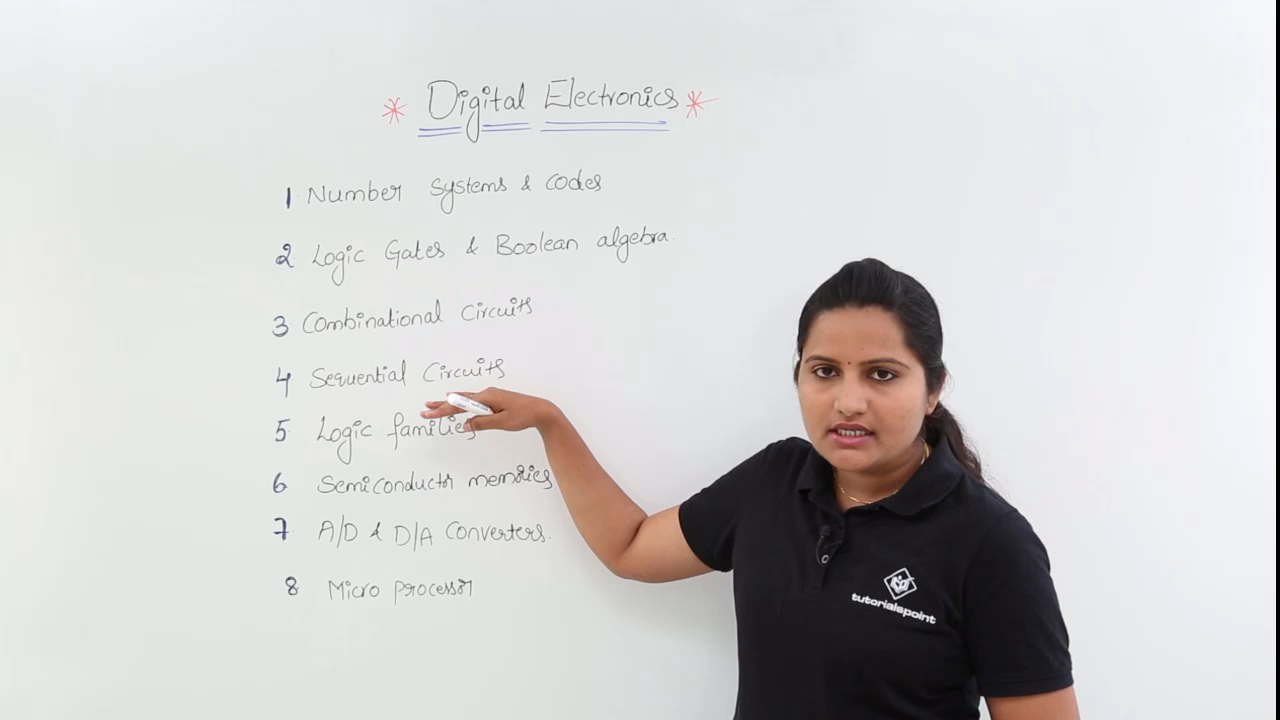 * Digital Electronics *
1. Number Systems & Codes
2. Logic Gates & Boolean algebra.
3 Combinational Circuits
4 Sequential Circuits
5 Logic families
6 Semiconductor memories
7. A/D & D/A Converters.
8 Micro processor
tutorialspoint